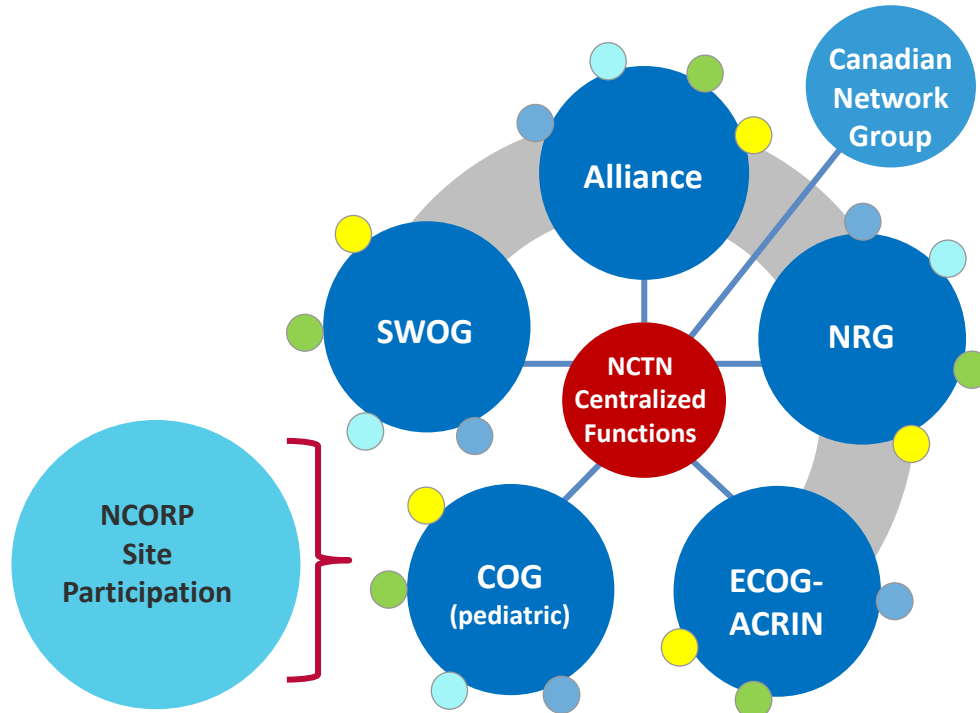 Canadian
Network
Group
Alliance
SWOG
NRG
NCTN
Centralized
Functions
NCORP
Site
Participation
COG
(pediatric)
ECOG-
ACRIN